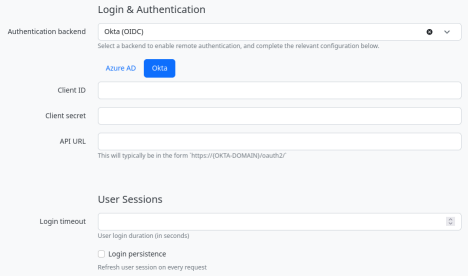 Login & Authentication
Authentication backend
Okta (OIDC)
Select a backend to enable remote authentication, and complete the relevant configuration below.
Azure AD
Okta
Client ID
Client secret
API URL
This will typically be in the form `https://{OKTA-DOMAIN}/oauth2/`
User Sessions
Login timeout
User login duration (in seconds)
Login persistence
Refresh user session on every request